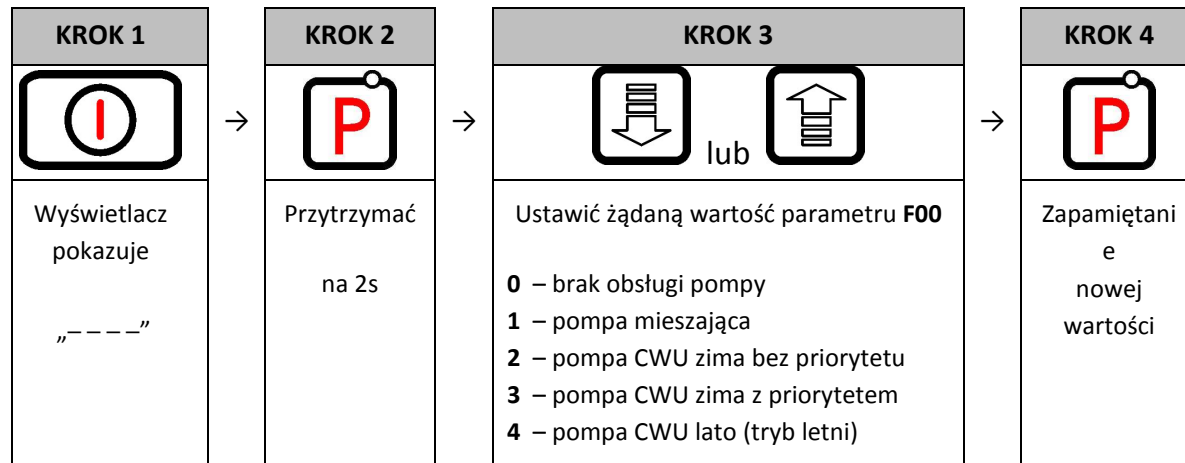 KROK 1
Wyświetlacz
pokazuje
„– – – –”
→
KROK 2
P
Przytrzymać
na 2s
→
KROK 3
lub
Ustawić żądaną wartość parametru F00
0 – brak obsługi pompy
1 – pompa mieszająca
2 – pompa CWU zima bez priorytetu
3 – pompa CWU zima z priorytetem
4 – pompa CWU lato (tryb letni)
→
KROK 4
P
Zapamiętani
e
nowej
wartości